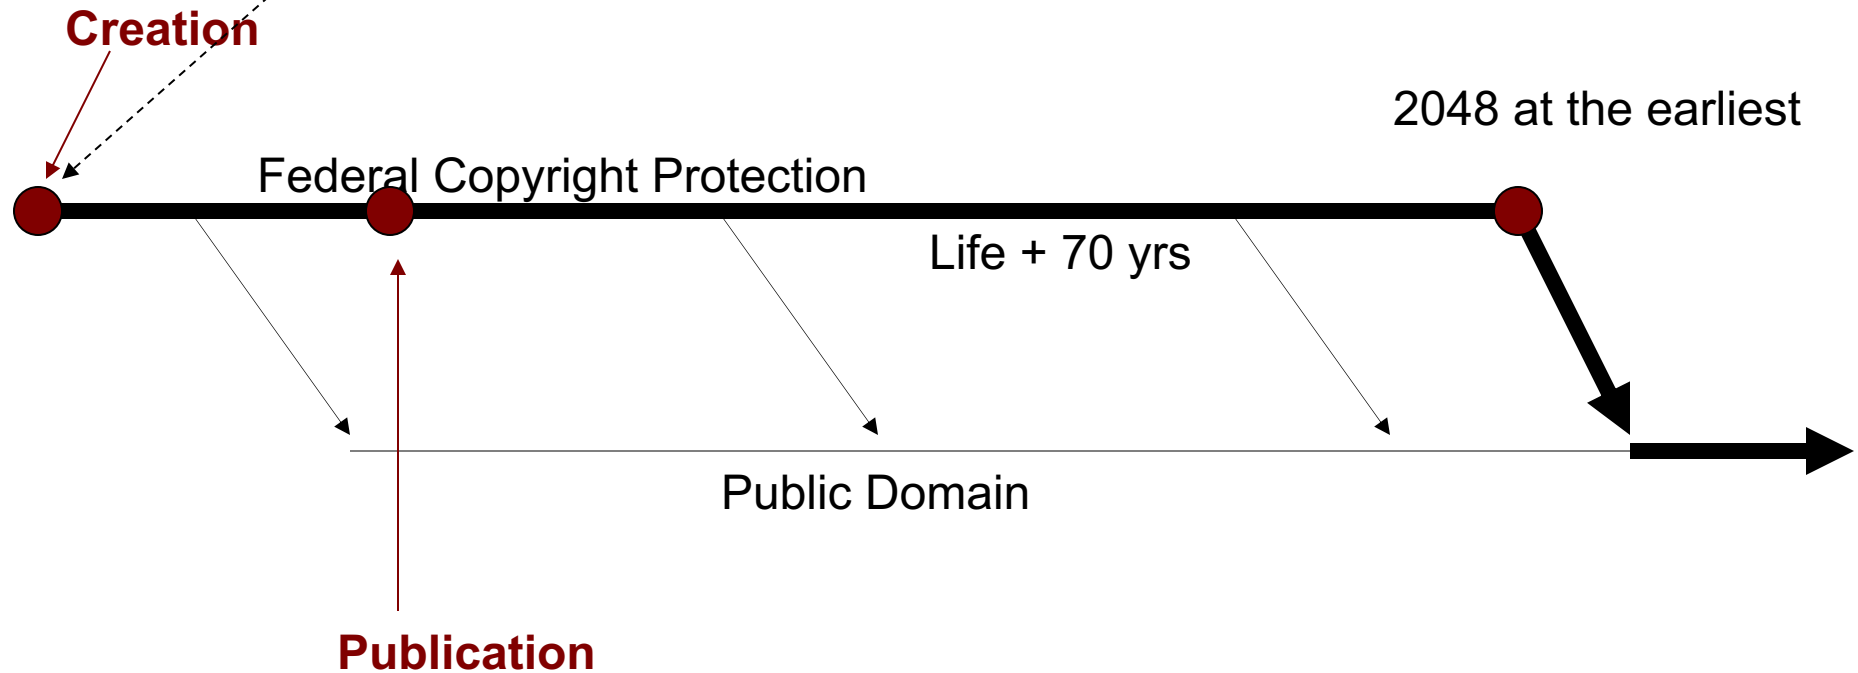 Creation
2048 at the earliest
Federal Copyright Protection
Life + 70 yrs
Public Domain
Publication